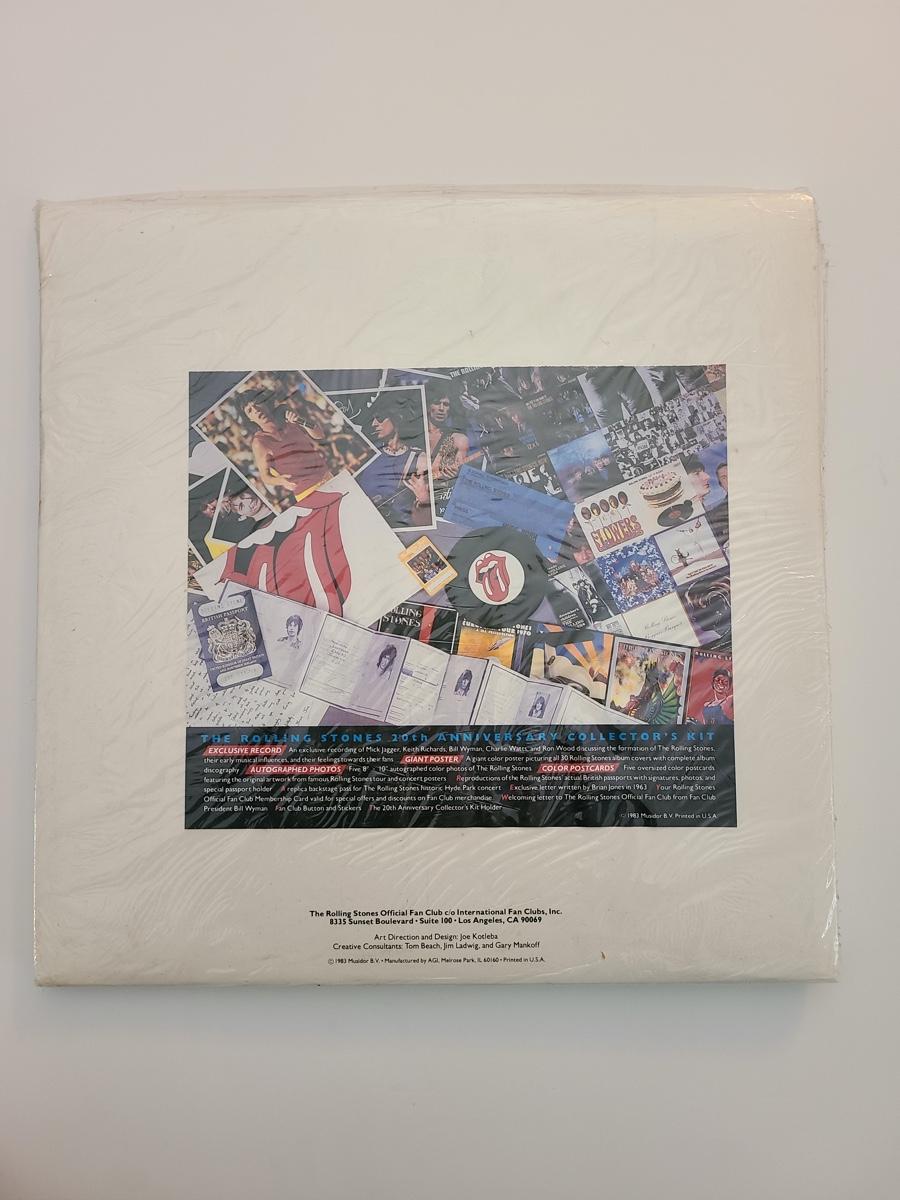 THE ROLLING STONES 20th ANNIVERSARY COLLECTOR'S KIT
EXCLUSIVE RECORD An exclusive recording of Mick Jagger, Keith Richards, Bill Wyman, Charlie Watts, and Ron Wood discussing the formation of The Rolling Stones,
their early musical influences, and their feelings towards their fans GIANT POSTER A giant color poster picturing all 30 Rolling Stones album covers with complete album
discography AUTOGRAPHED PHOTOS Five 8" x 10" autographed color photos of The Rolling Stones COLOR POSTCARDS Five oversized color postcards
featuring the original artwork from famous Rolling Stones tour and concert posters Reproductions of the Rolling Stones' actual British passports with signatures, photos, and
special passport holder A replica backstage pass for The Rolling Stones historic Hyde Park concert Exclusive letter written by Brian Jones in 1963 Your Rolling Stones
Official Fan Club Membership Card valid for special offers and discounts on Fan Club merchandise Welcoming letter to The Rolling Stones Official Fan Club from Fan Club
President Bill Wyman Fan Club Button and Stickers The 20th Anniversary Collector's Kit Holder
© 1983 Musidor B.V. Printed in U.S.A.
FLOWERS
BRITISH PASSPORT
ROLLING
STONES
The Rolling Stones Official Fan Club c/o International Fan Clubs, Inc.
8335 Sunset Boulevard • Suite 100 • Los Angeles, CA 90069
Art Direction and Design: Joe Kotleba
Creative Consultants: Tom Beach, Jim Ladwig, and Gary Mankoff
© 1983 Musidor B.V. • Manufactured by AGI, Melrose Park, IL 60160 • Printed in U.S.A.